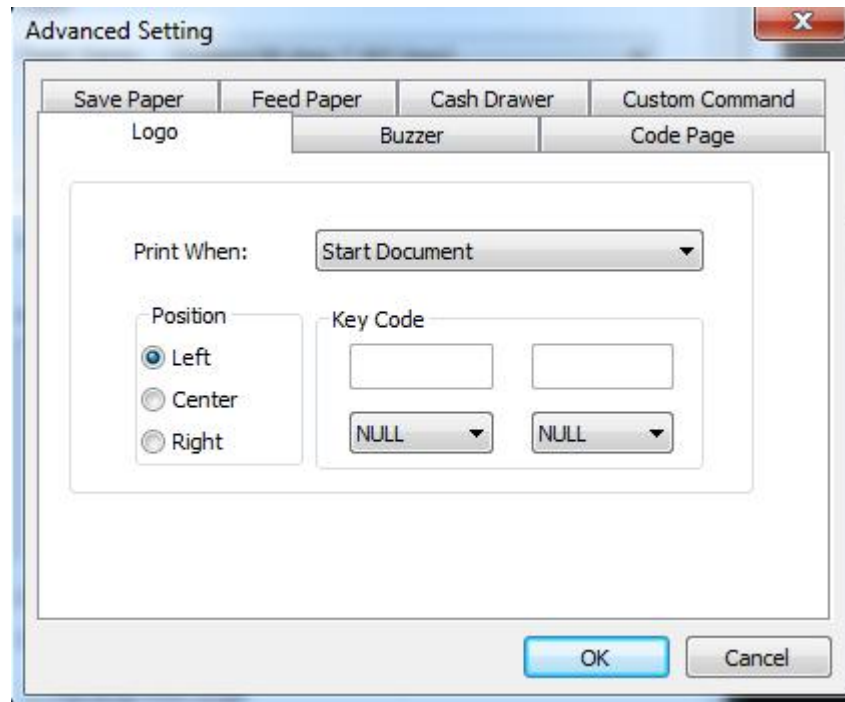 Advanced Setting
Save Paper Feed Paper Cash Drawer Custom Command
Logo Buzzer Code Page
Print When: Start Document
Position Key Code
Left
Center
Right NULL NULL
OK Cancel